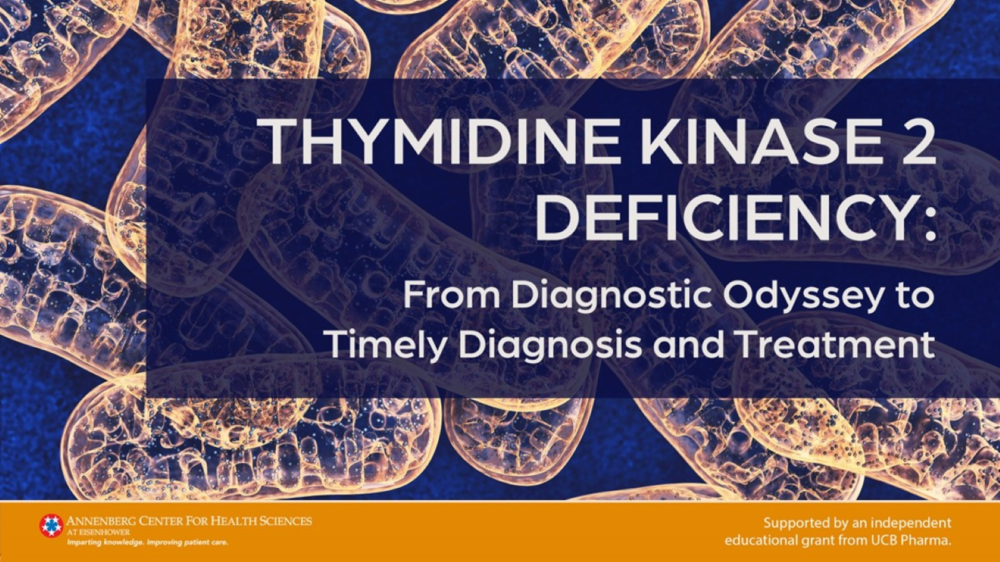 THYMIDINE KINASE 2
DEFICIENCY:
From Diagnostic Odyssey to
Timely Diagnosis and Treatment
ANNENBERG CENTER FOR HEALTH SCIENCES
AT EISENHOWER
Imparting knowledge. Improving patient care.
Supported by an independent
educational grant from UCB Pharma.